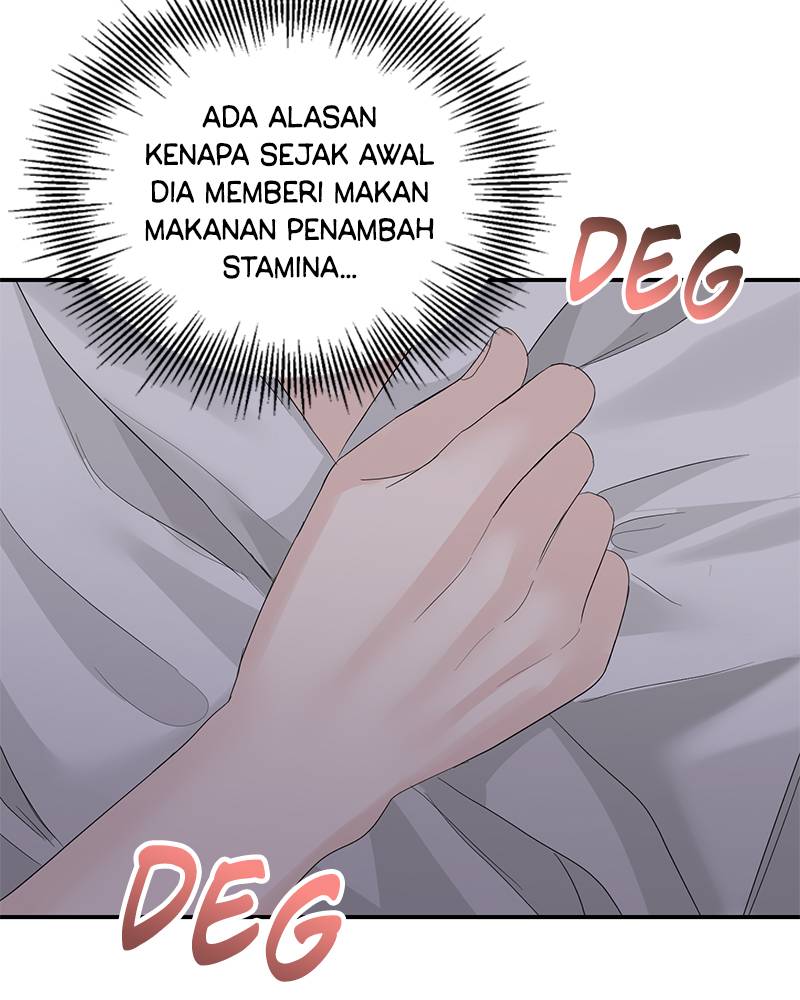 ADA ALASAN
KENAPA SEJAK AWAL
DIA MEMBERI MAKAN
MAKANAN PENAMBAH
STAMINA...
DEG
DEG